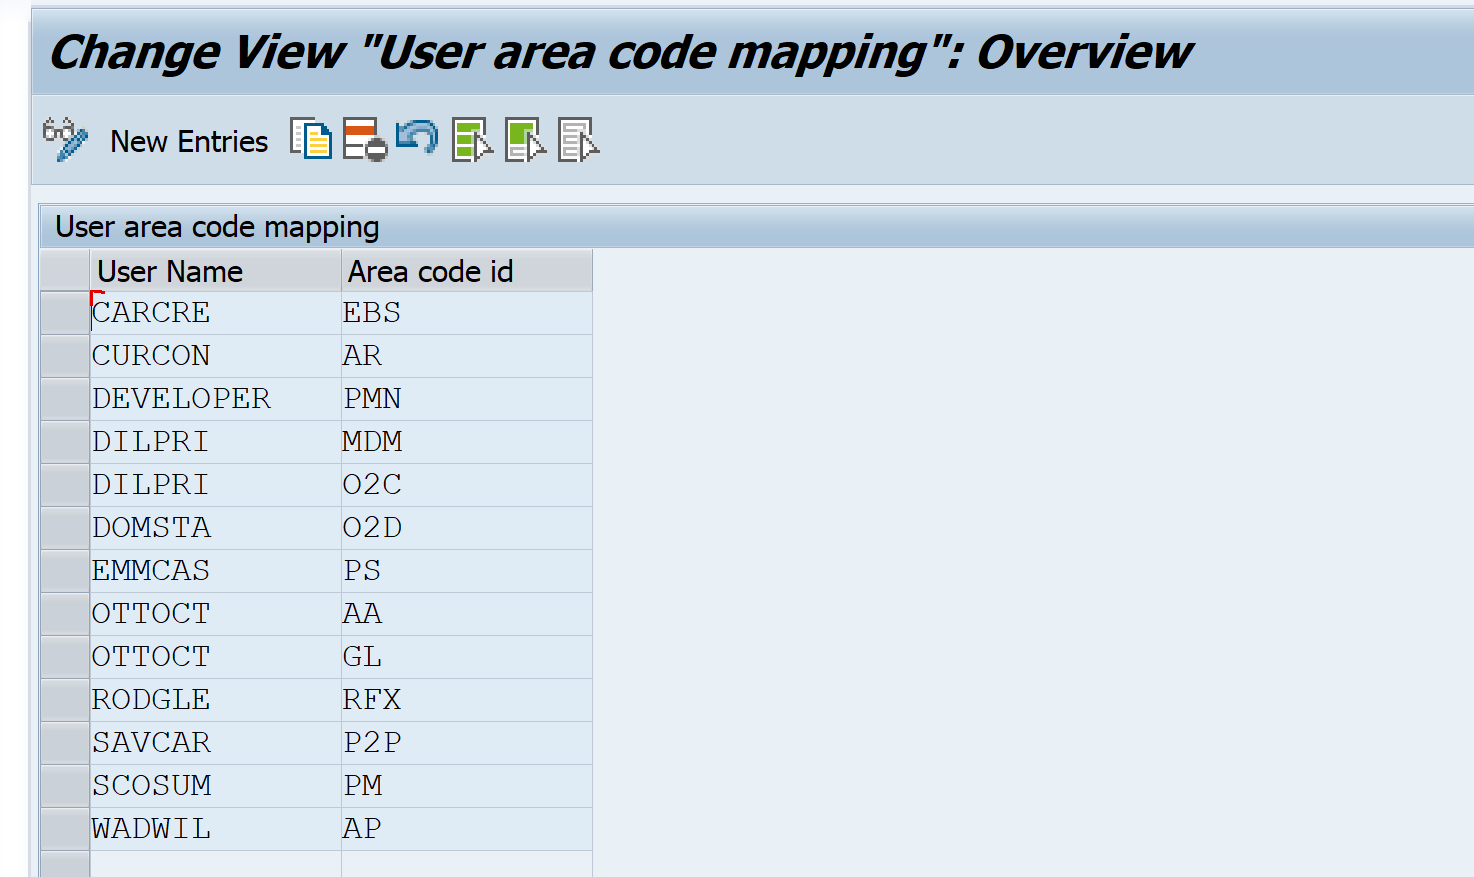 Change View "User area code mapping": Overview
New Entries
User area code mapping
User Name Area code id
CARCRE EBS
CURCON AR
DEVELOPER PMN
DILPRI MDM
DILPRI O2C
DOMSTA O2D
EMMCAS PS
OTTOCT AA
OTTOCT GL
RODGLE RFX
SAVCAR P2P
SCOSUM PM
WADWIL AP